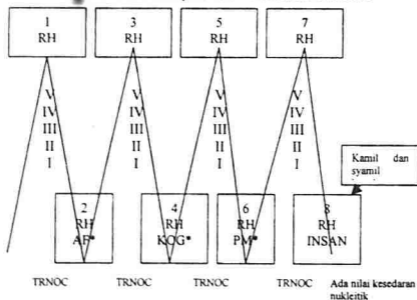 1
RH
3
RH
5
RH
7
RH
V
IV
III
II
I
V
IV
III
II
I
V
IV
III
II
I
V
IV
III
II
I
Kamil dan
syamil
2
RH
AF*
4
RH
KOG*
6
RH
PM*
8
RH
INSAN
TRNOC
TRNOC
TRNOC
TRNOC
Ada nilai kesedaran
nukleitik